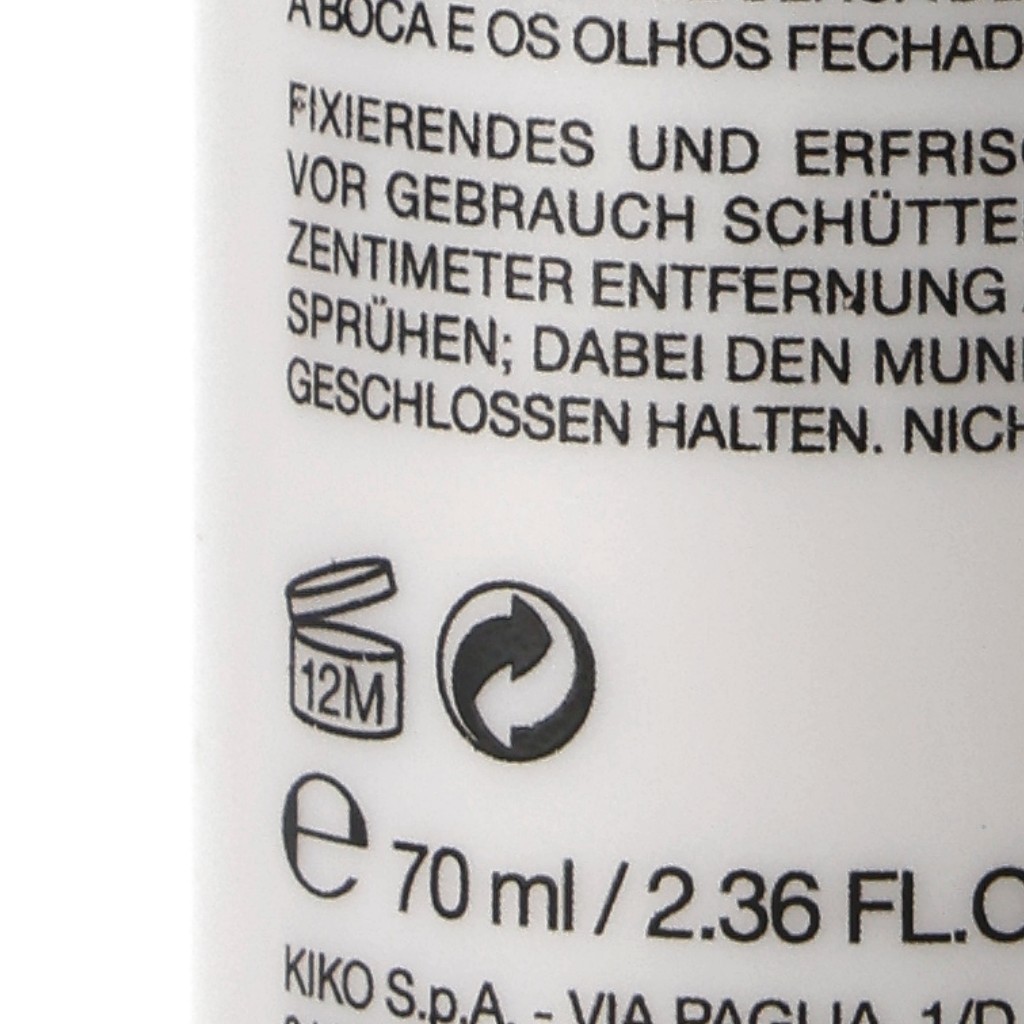 A BOCA E OS OLHOS FECHAD
FIXIERENDES UND ERFRIS
VOR GEBRAUCH SCHÜTTE
ZENTIMETER ENTFERNUNG
SPRÜHEN; DABEI DEN MUN
GESCHLOSSEN HALTEN. NICH
12M
e 70 ml / 2.36 FL.O
KIKO S.p.A. - VIA PAGLIA, 1/D